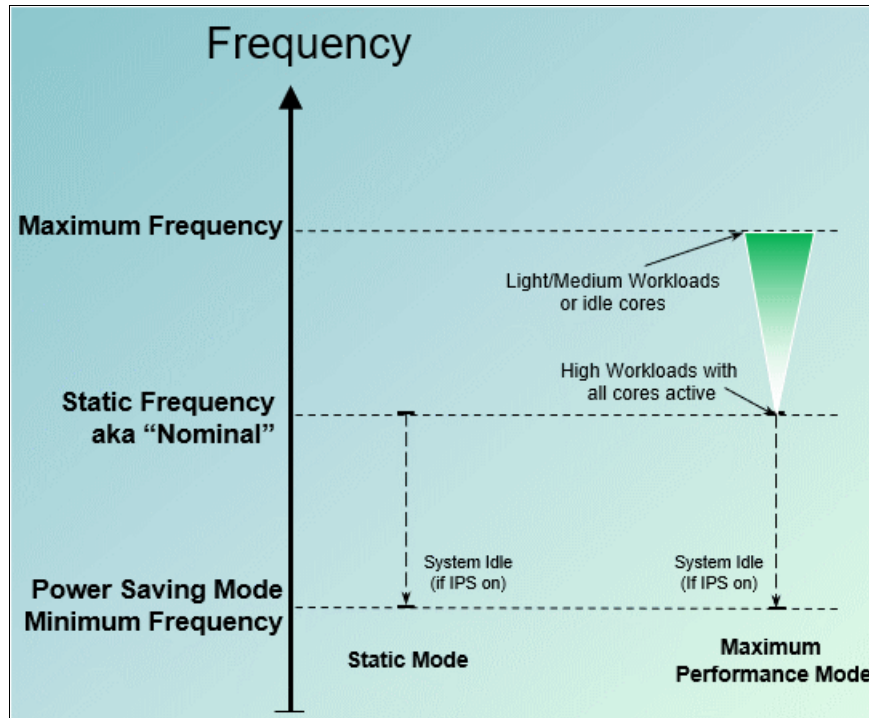 Frequency
Maximum Frequency
Light/Medium Workloads
or idle cores
High Workloads with
all cores active
Static Frequency
aka “Nominal”
System Idle
(if IPS on)
System Idle
(If IPS on)
Power Saving Mode
Minimum Frequency
Static Mode
Maximum
Performance Mode